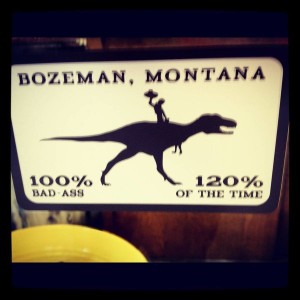 BOZEMAN, MONTANA
100% 120%
BAD-ASS OF THE TIME